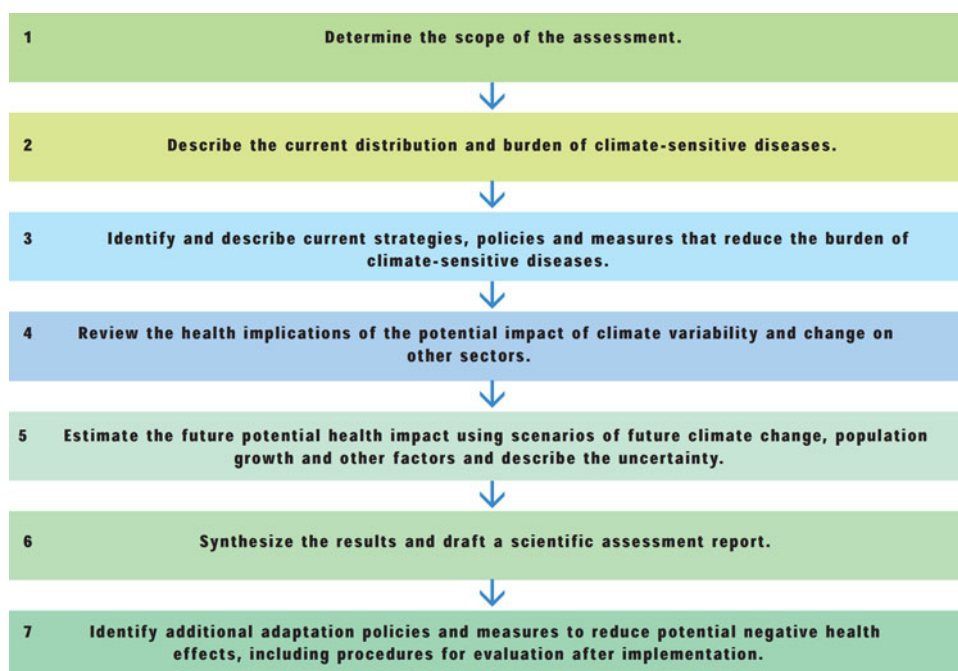 1 Determine the scope of the assessment.
2 Describe the current distribution and burden of climate-sensitive diseases.
3 Identify and describe current strategies, policies and measures that reduce the burden of
climate-sensitive diseases.
4 Review the health implications of the potential impact of climate variability and change on
other sectors.
5 Estimate the future potential health impact using scenarios of future climate change, population
growth and other factors and describe the uncertainty.
6 Synthesize the results and draft a scientific assessment report.
7 Identify additional adaptation policies and measures to reduce potential negative health
effects, including procedures for evaluation after implementation.